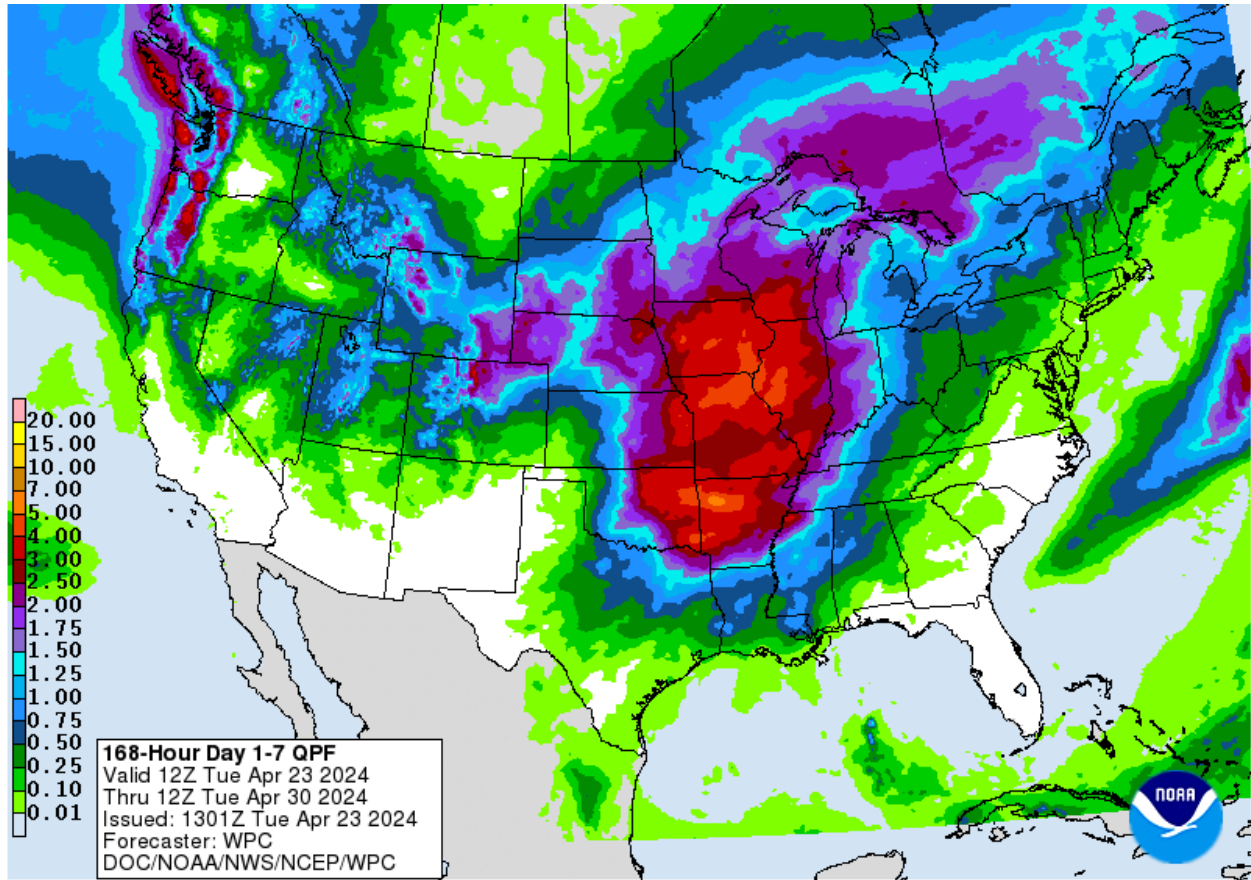 20.00
15.00
10.00
7.00
5.00
4.00
3.00
2.50
2.00
1.75
1.50
1.25
1.00
0.75
0.50
0.25
0.10
0.01
168-Hour Day 1-7 QPF
Valid 12Z Tue Apr 23 2024
Thru 12Z Tue Apr 30 2024
Issued: 1301Z Tue Apr 23 2024
Forecaster: WPC
DOC/NOAA/NWS/NCEP/WPC
NOAA